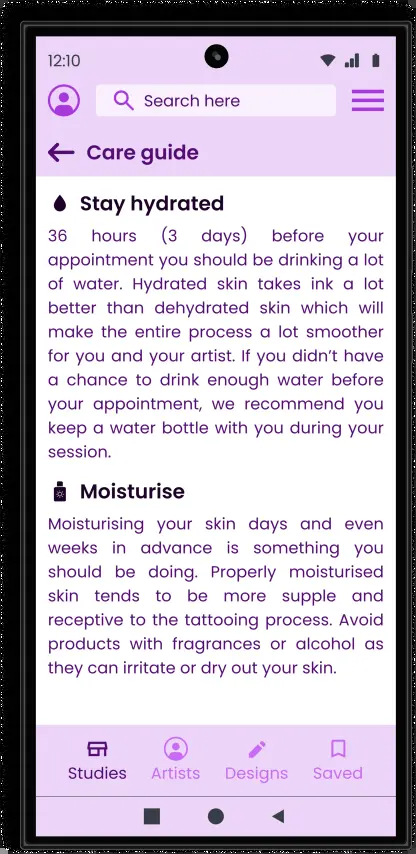 12:10
Search here
Care guide
Stay hydrated
36 hours (3 days) before your
appointment you should be drinking a lot
of water. Hydrated skin takes ink a lot
better than dehydrated skin which will
make the entire process a lot smoother
for you and your artist. If you didn’t have
a chance to drink enough water before
your appointment, we recommend you
keep a water bottle with you during your
session.
Moisturise
Moisturising your skin days and even
weeks in advance is something you
should be doing. Properly moisturised
skin tends to be more supple and
receptive to the tattooing process. Avoid
products with fragrances or alcohol as
they can irritate or dry out your skin.
Studies Artists Designs Saved